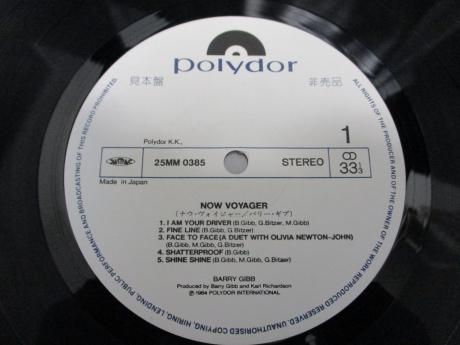 polydor
見本盤
非売品
Polydor K.K.,
25MM 0385
STEREO
1
33 1/3
Made in Japan
NOW VOYAGER
(ナウ・ヴォイジャー/バリー・ギブ)
1. I AM YOUR DRIVER (B.Gibb, G.Bitzer, M.Gibb)
2. FINE LINE (B.Gibb, G.Bitzer)
3. FACE TO FACE (A DUET WITH OLIVIA NEWTON-JOHN)
(B.Gibb, M.Gibb, G.Bitzer)
4. SHATTERPROOF (B.Gibb, M.Gibb)
5. SHINE SHINE (B.Gibb, M.Gibb, G.Bitzer)
BARRY GIBB
Produced by Barry Gibb and Karl Richardson
Ⓟ1984 POLYDOR INTERNATIONAL
ALL RIGHTS OF THE PRODUCER AND OF THE OWNER OF THE WORK REPRODUCED RESERVED. UNAUTHORISED COPYING, HIRING, LENDING, PUBLIC PERFORMANCE AND BROADCASTING OF THIS RECORD PROHIBITED